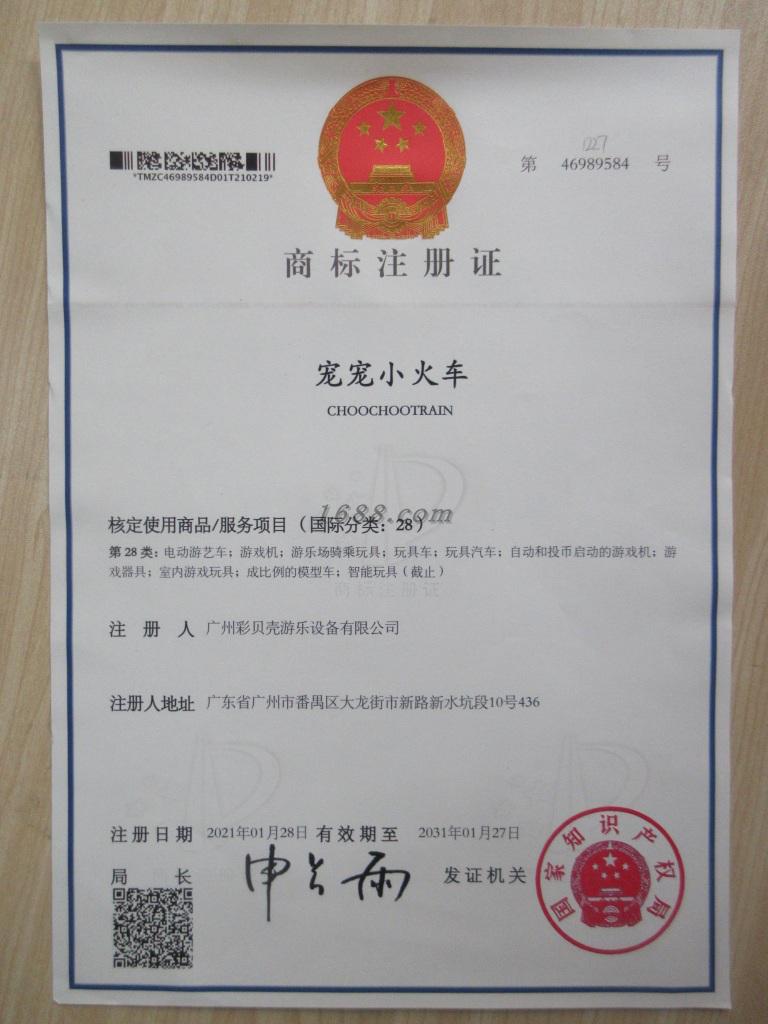 1227
第 46989584 号
*TMZC46989584D01T210219*
商标注册证
宠宠小火车
CHOOCHOOTRAIN
1688.com
核定使用商品/服务项目（国际分类：28）
第 28 类：电动游艺车；游戏机；游乐场骑乘玩具；玩具车；玩具汽车；自动和投币启动的游戏机；游
戏器具；室内游戏玩具；成比例的模型车；智能玩具（截止）
商标注册证
注 册 人 广州彩贝壳游乐设备有限公司
注册人地址 广东省广州市番禺区大龙街市新路新水坑段10号436
注册日期 2021年01月28日 有效期至 2031年01月27日
局 长 申长雨 发证机关
国家知识产权局